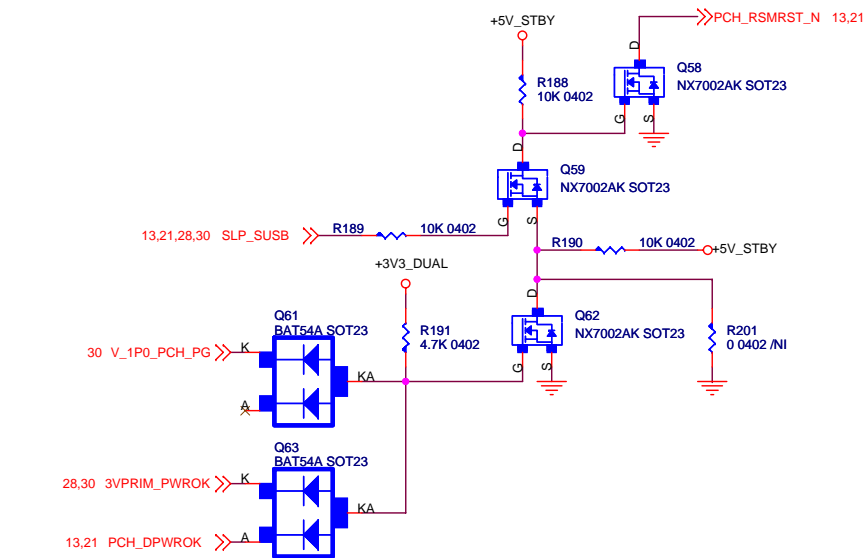 +5V_STBY
PCH_RSMRST_N 13,21
D
Q58
NX7002AK SOT23
R188
10K 0402
G
S
D
Q59
NX7002AK SOT23
G
S
13,21,28,30 SLP_SUSB
R189
10K 0402
R190
10K 0402
+5V_STBY
+3V3_DUAL
D
Q62
NX7002AK SOT23
G
S
R201
0 0402 /NI
R191
4.7K 0402
Q61
BAT54A SOT23
30 V_1P0_PCH_PG
K
KA
A
Q63
BAT54A SOT23
28,30 3VPRIM_PWROK
K
KA
13,21 PCH_DPWROK
A